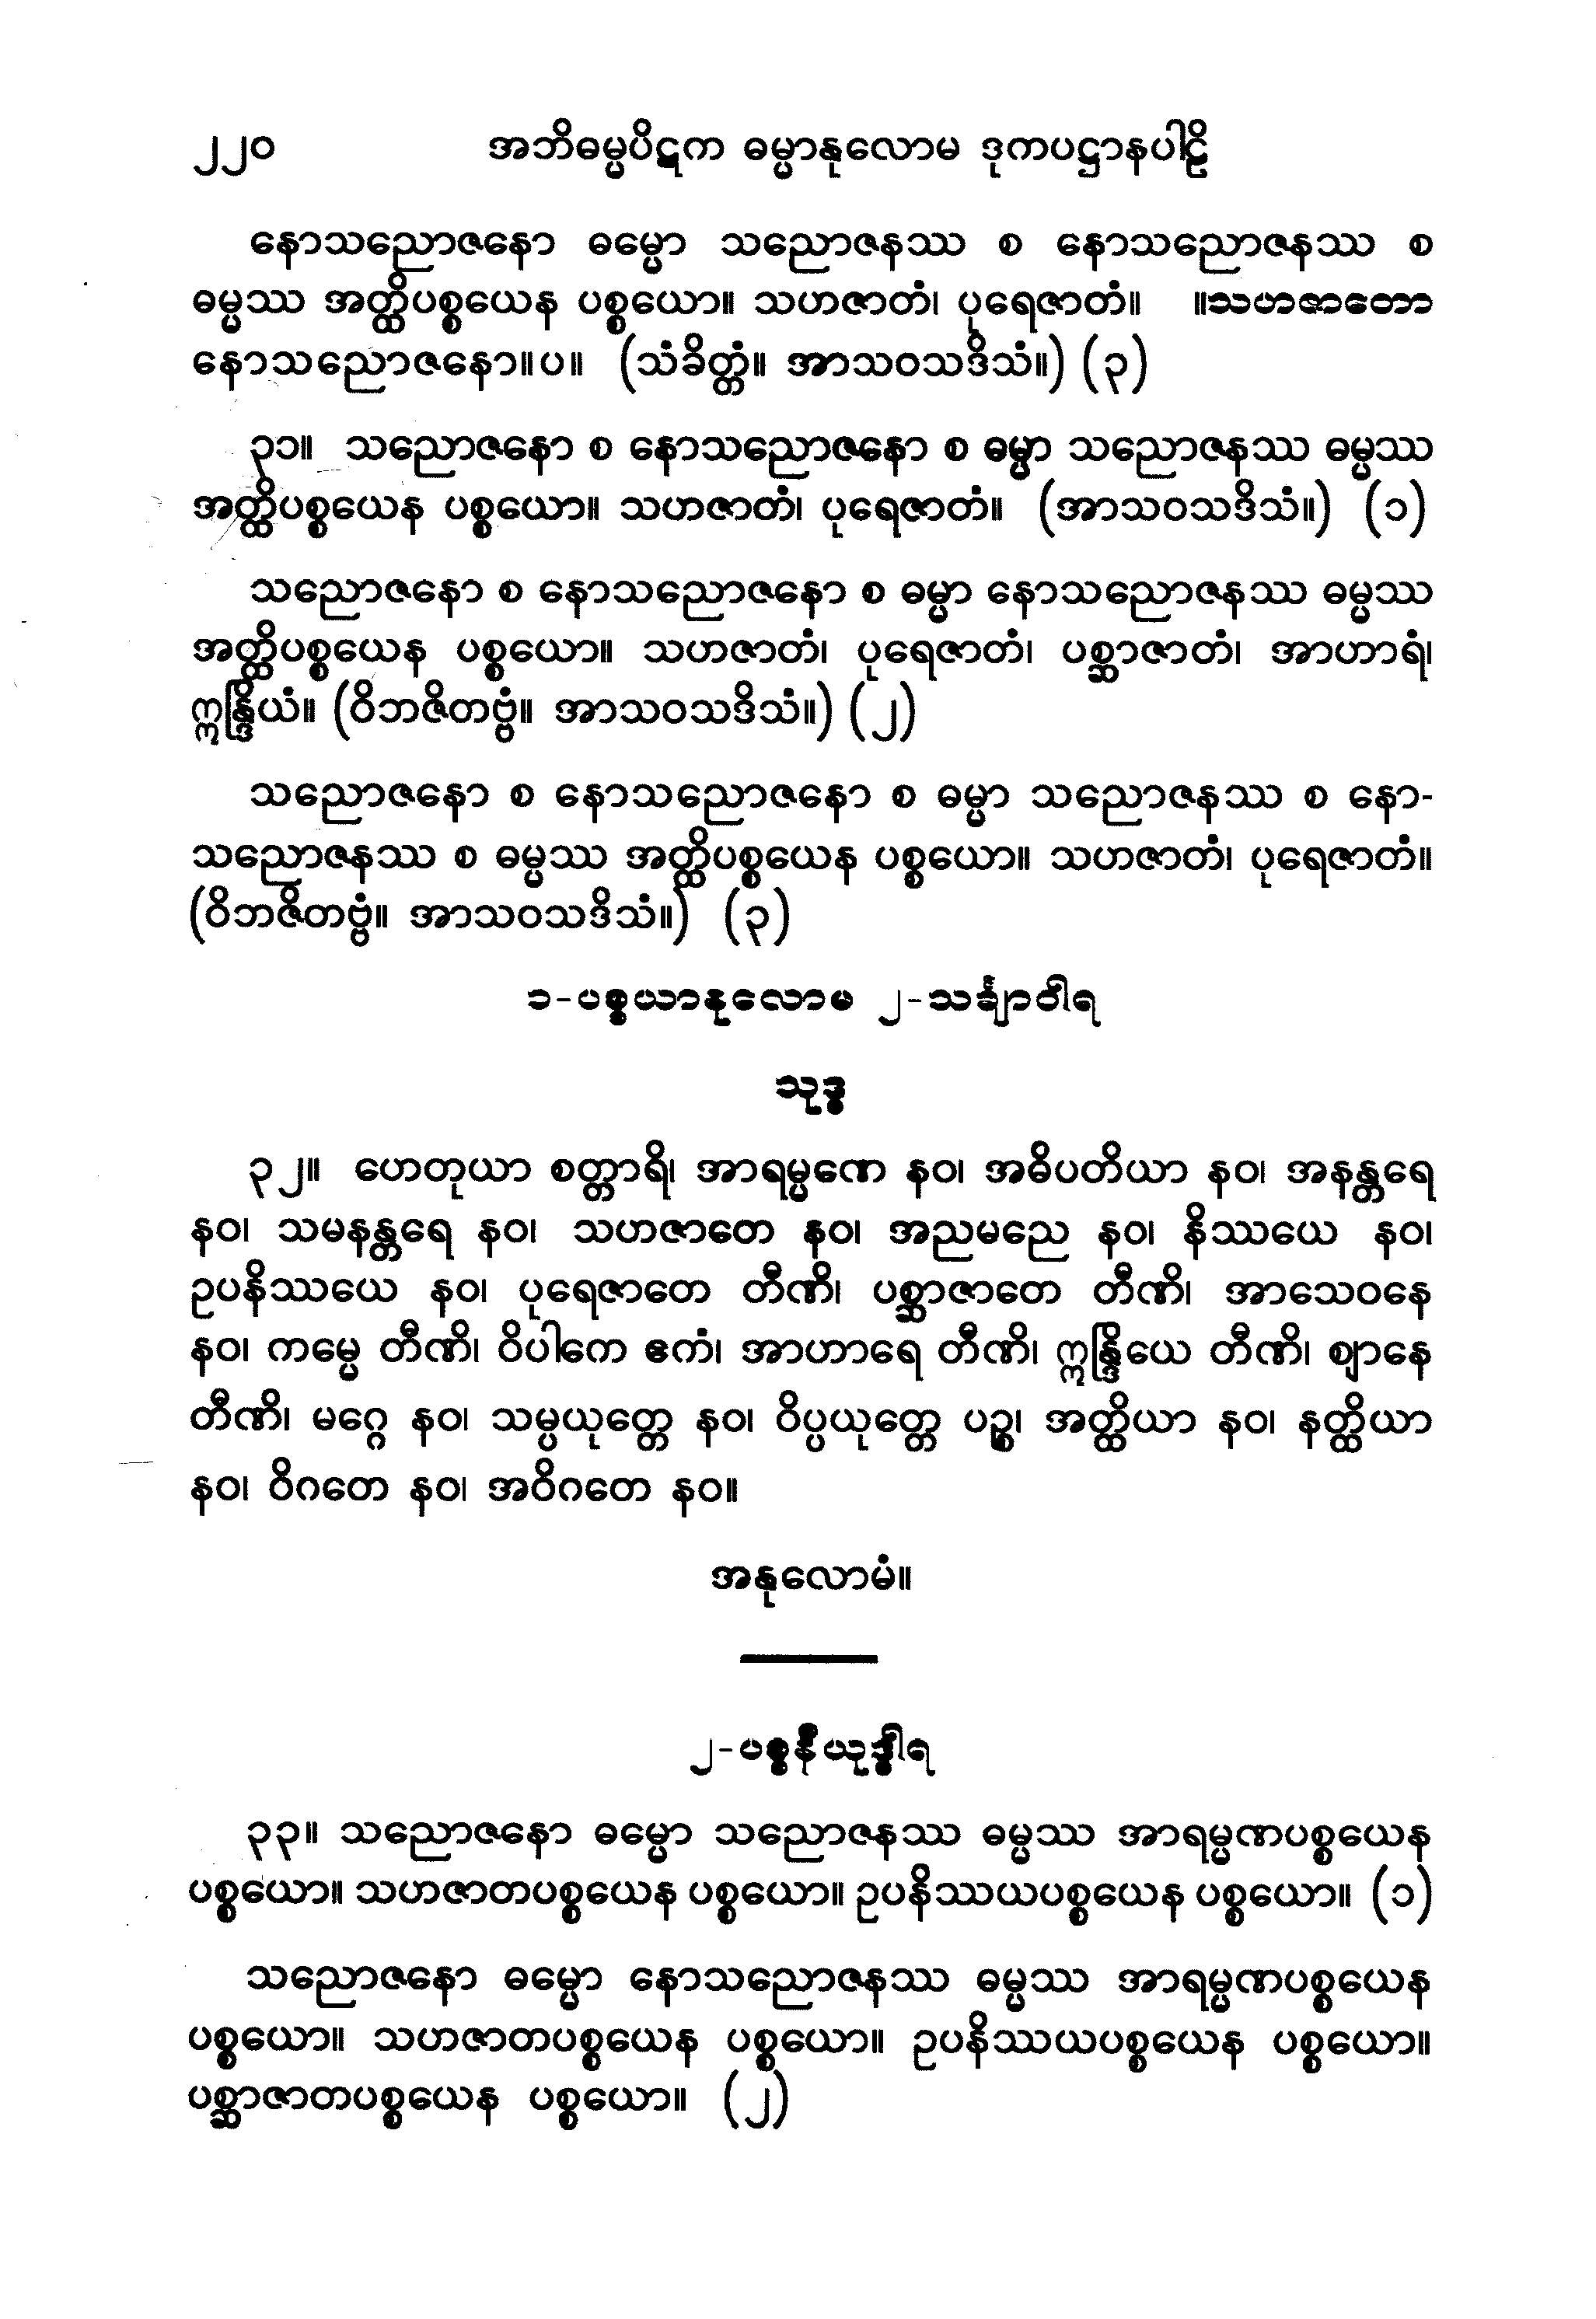 ၂၂၀ အဘိဓမ္မပိဋက ဓမ္မာနုလောမ ဒုကပဋ္ဌာနပါဠိ
နောသညောဇနော ဓမ္မော သညောဇနဿ စ နောသညောဇနဿ စ
ဓမ္မဿ အတ္ထိပစ္စယေန ပစ္စယော။ သဟဇာတံ၊ ပုရေဇာတံ။ ။သဟဇာတော
နောသညောဇနော။ပ။ (သံခိတ္တံ။ အာသဝသဒိသံ။) (၃)
၃၁။ သညောဇနော စ နောသညောဇနော စ ဓမ္မာ သညောဇနဿ ဓမ္မဿ
အတ္ထိပစ္စယေန ပစ္စယော။ သဟဇာတံ၊ ပုရေဇာတံ။ (အာသဝသဒိသံ။) (၁)
သညောဇနော စ နောသညောဇနော စ ဓမ္မာ နောသညောဇနဿ ဓမ္မဿ
အတ္ထိပစ္စယေန ပစ္စယော။ သဟဇာတံ၊ ပုရေဇာတံ၊ ပစ္ဆာဇာတံ၊ အာဟာရံ၊
ဣန္ဒြိယံ။ (ဝိဘဇိတဗ္ဗံ။ အာသဝသဒိသံ။) (၂)
သညောဇနော စ နောသညောဇနော စ ဓမ္မာ သညောဇနဿ စ နော-
သညောဇနဿ စ ဓမ္မဿ အတ္ထိပစ္စယေန ပစ္စယော။ သဟဇာတံ၊ ပုရေဇာတံ။
(ဝိဘဇိတဗ္ဗံ။ အာသဝသဒိသံ။) (၃)
၁-ပစ္စယာနုလောမ ၂-သင်္ချာဝါရ
သုဒ္ဓ
၃၂။ ဟေတုယာ စတ္တာရိ၊ အာရမ္မဏေ နဝ၊ အဓိပတိယာ နဝ၊ အနန္တရေ
နဝ၊ သမနန္တရေ နဝ၊ သဟဇာတေ နဝ၊ အညမညေ နဝ၊ နိဿယေ နဝ၊
ဥပနိဿယေ နဝ၊ ပုရေဇာတေ တီဏိ၊ ပစ္ဆာဇာတေ တီဏိ၊ အာသေဝနေ
နဝ၊ ကမ္မေ တီဏိ၊ ဝိပါကေ ဧကံ၊ အာဟာရေ တီဏိ၊ ဣန္ဒြိယေ တီဏိ၊ ဈာနေ
တီဏိ၊ မဂ္ဂေ နဝ၊ သမ္ပယုတ္တေ နဝ၊ ဝိပ္ပယုတ္တေ ပဉ္စ၊ အတ္ထိယာ နဝ၊ နတ္ထိယာ
နဝ၊ ဝိဂတေ နဝ၊ အဝိဂတေ နဝ။
အနုလောမံ။
၂-ပစ္စနီယုဒ္ဓါရ
၃၃။ သညောဇနော ဓမ္မော သညောဇနဿ ဓမ္မဿ အာရမ္မဏပစ္စယေန
ပစ္စယော။ သဟဇာတပစ္စယေန ပစ္စယော။ ဥပနိဿယပစ္စယေန ပစ္စယော။ (၁)
သညောဇနော ဓမ္မော နောသညောဇနဿ ဓမ္မဿ အာရမ္မဏပစ္စယေန
ပစ္စယော။ သဟဇာတပစ္စယေန ပစ္စယော။ ဥပနိဿယပစ္စယေန ပစ္စယော။
ပစ္ဆာဇာတပစ္စယေန ပစ္စယော။ (၂)